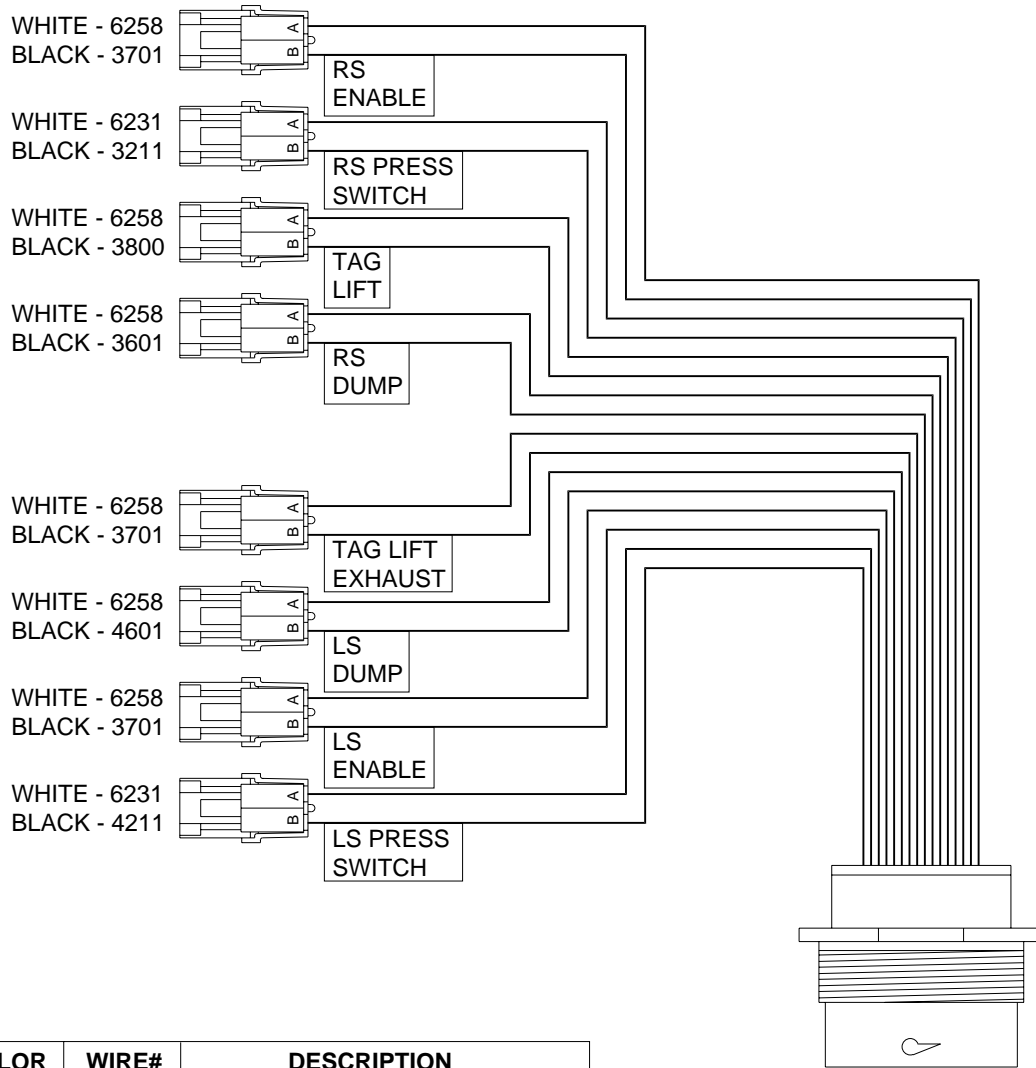 WHITE - 6258
BLACK - 3701
A
B
RS
ENABLE
WHITE - 6231
BLACK - 3211
A
B
RS PRESS
SWITCH
WHITE - 6258
BLACK - 3800
A
B
TAG
LIFT
WHITE - 6258
BLACK - 3601
A
B
RS
DUMP
WHITE - 6258
BLACK - 3701
A
B
TAG LIFT
EXHAUST
WHITE - 6258
BLACK - 4601
A
B
LS
DUMP
WHITE - 6258
BLACK - 3701
A
B
LS
ENABLE
WHITE - 6231
BLACK - 4211
A
B
LS PRESS
SWITCH
LOR WIRE# DESCRIPTION